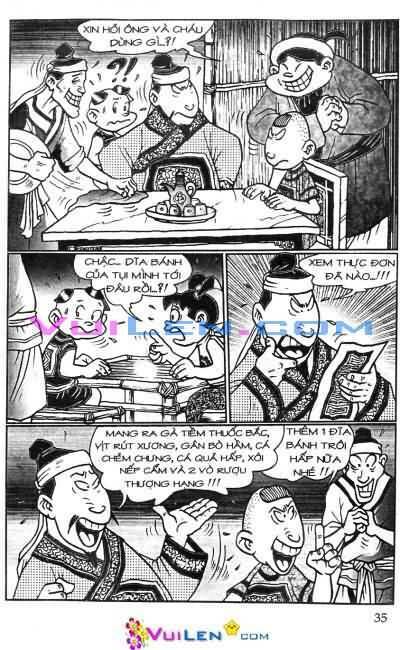 XIN HỎI ÔNG VÀ CHÁU
DÙNG GÌ...?!
?!
CHẬC... DĨA BÁNH
CỦA TỤI MÌNH TỚI
ĐÂU RỒI...?!
XEM THỰC ĐƠN
ĐÃ NÀO...!!!
VUILEN.COM
MANG RA GÀ TIỀM THUỐC BẮC,
VỊT RÚT XƯƠNG, GÂN BÒ HẦM, CÁ
CHẼM CHƯNG, CÁ QUẢ HẤP, XÔI
NẾP CẨM VÀ 2 VÒ RƯỢU
THƯỢNG HẠNG !!!
THÊM 1 ĐĨA
BÁNH TRÔI
HẤP NỮA
NHÉ !!!
35
VUILEN.COM